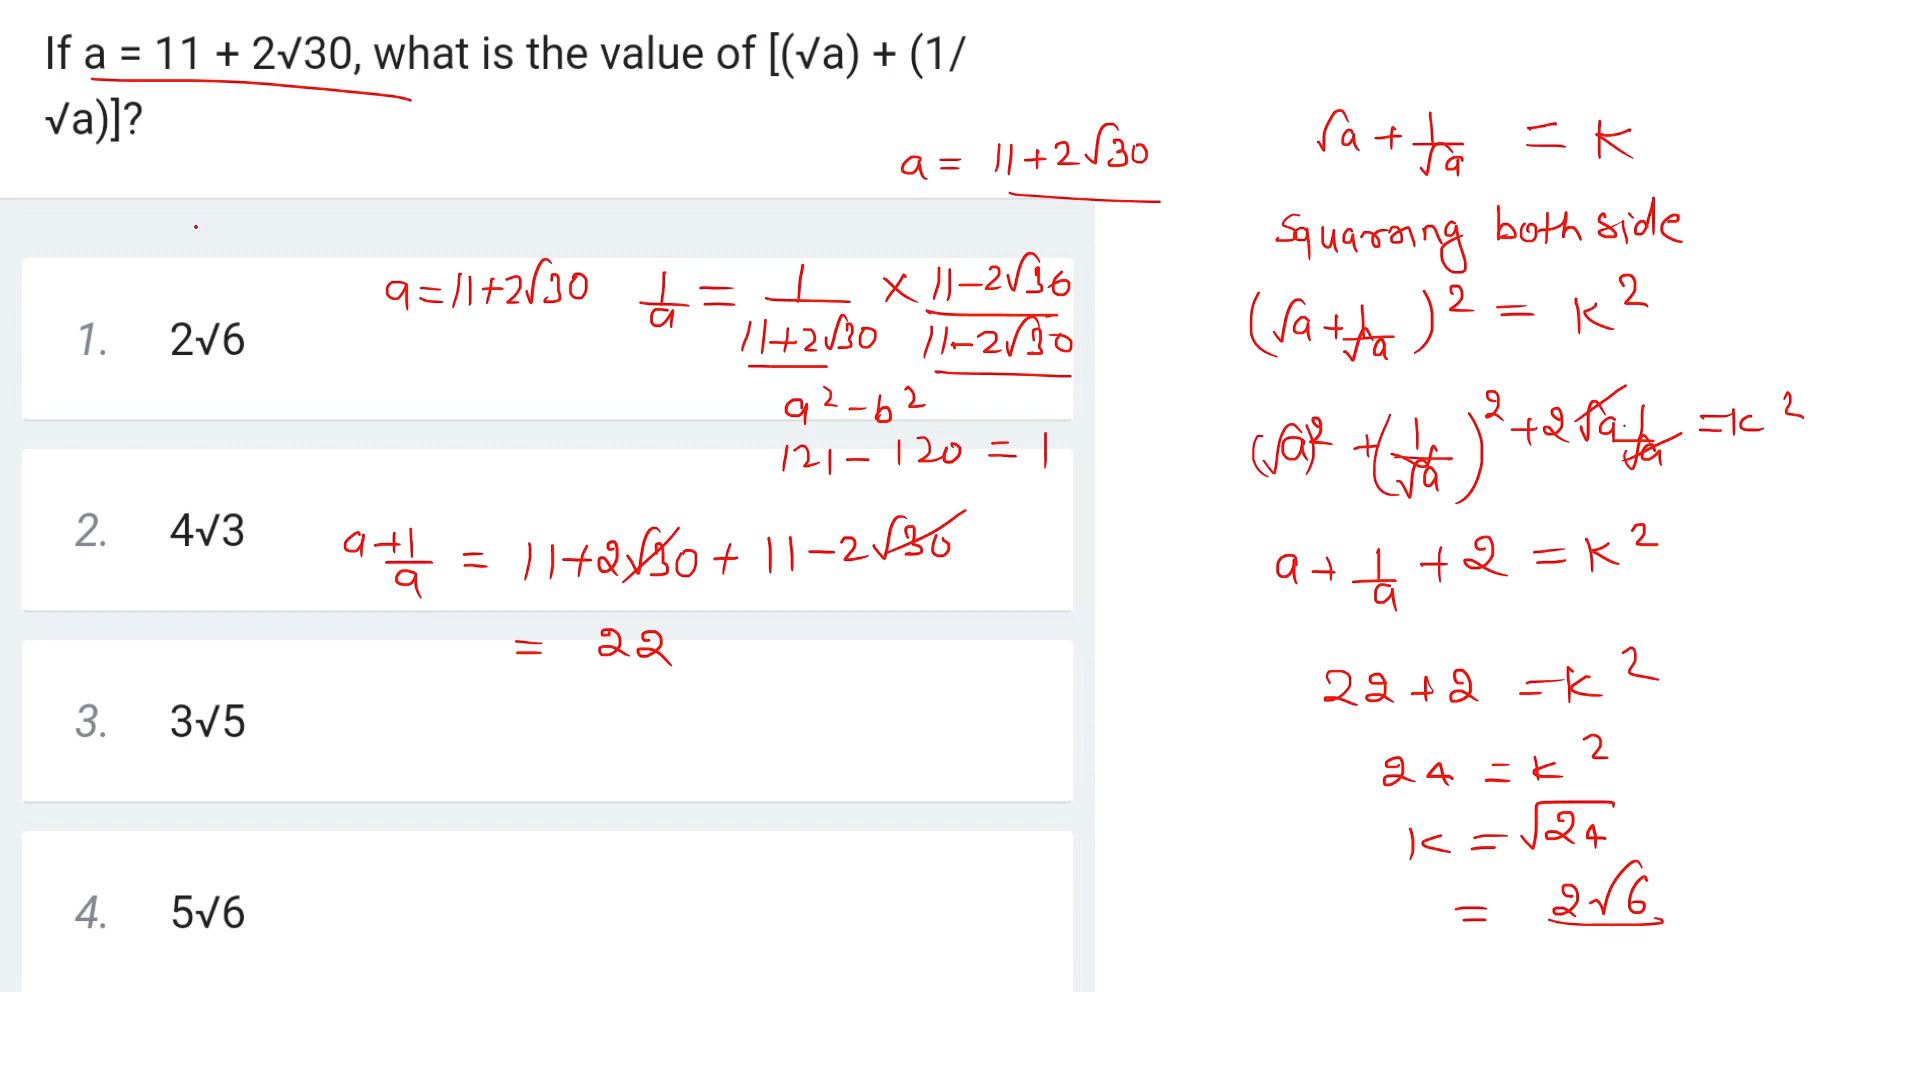 If a = 11 + 2√30, what is the value of [(√a) + (1/
√a)]?
a = 11+2√30
a=11+2√30 1/a = 1/11+2√30 × 11-2√30/11-2√30
a²-b²
121-120 = 1
1. 2√6
2. 4√3
a+1/a = 11+2√30 + 11-2√30
= 22
3. 3√5
4. 5√6
√a + 1/√a = K
Squarring both side
(√a + 1/√a)² = K²
(√a)² + (1/√a)² + 2√a·1/√a = K²
a + 1/a + 2 = K²
22+2 = K²
24 = K²
K = √24
= 2√6